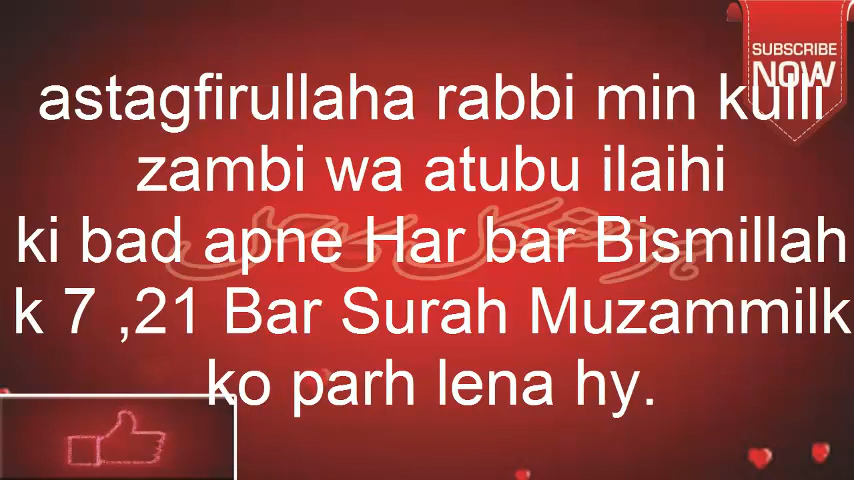 SUBSCRIBE
NOW
astagfirullaha rabbi min kulli
zambi wa atubu ilaihi
ki bad apne Har bar Bismillah
k 7 ,21 Bar Surah Muzammilk
ko parh lena hy.